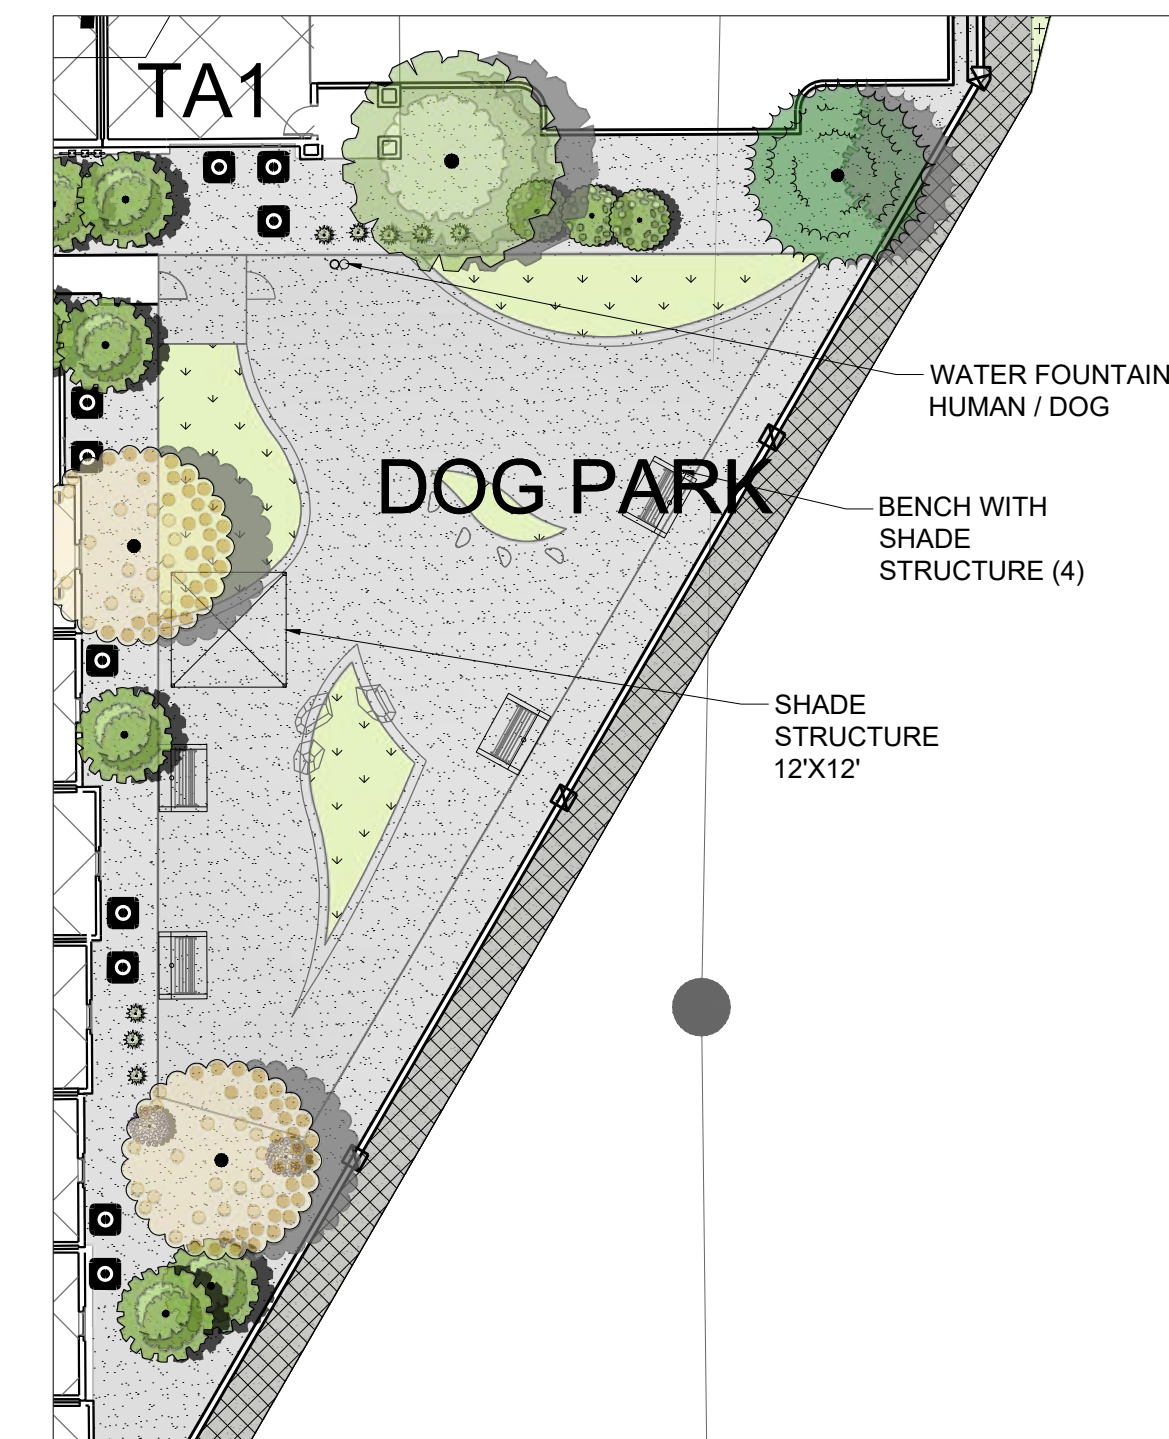 TA1
WATER FOUNTAIN
HUMAN / DOG
DOG PARK
BENCH WITH
SHADE
STRUCTURE (4)
SHADE
STRUCTURE
12'X12'